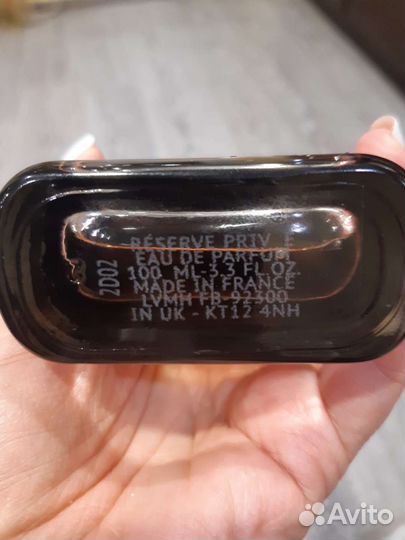 RÉSERVE PRIVÉE
EAU DE PARFUM
100 ML-3.3 FL. OZ.
MADE IN FRANCE
LVMH FB-92300
IN UK - KT12 4NH
2D02
Avito